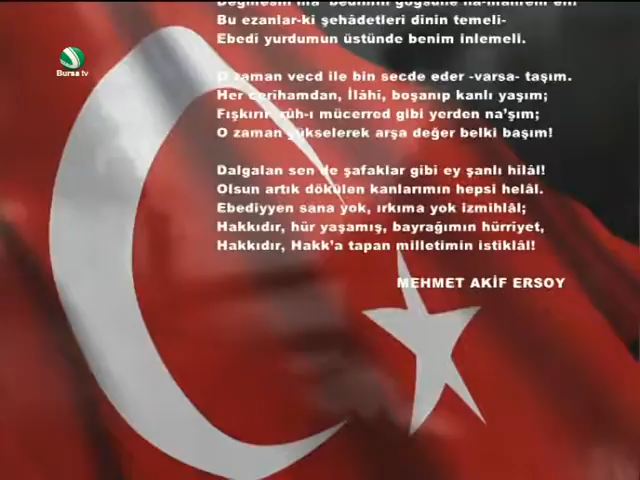 Bursa tv
Değmesin
Bu ezanlar-ki şehâdetleri dinin temeli-
Ebedî yurdumun üstünde benim inlemeli.
O zaman vecd ile bin secde eder -varsa- taşım.
Her cerihamdan, İlâhî, boşanıp kanlı yaşım;
Fışkırır rûh-ı mücerred gibi yerden na'şım;
O zaman yükselerek arşa değer belki başım!
Dalgalan sen de şafaklar gibi ey şanlı hilâl!
Olsun artık dökülen kanlarımın hepsi helâl.
Ebediyyen sana yok, ırkıma yok izmihlâl;
Hakkıdır, hür yaşamış, bayrağımın hürriyet,
Hakkıdır, Hakk'a tapan milletimin istiklâl!
MEHMET AKİF ERSOY